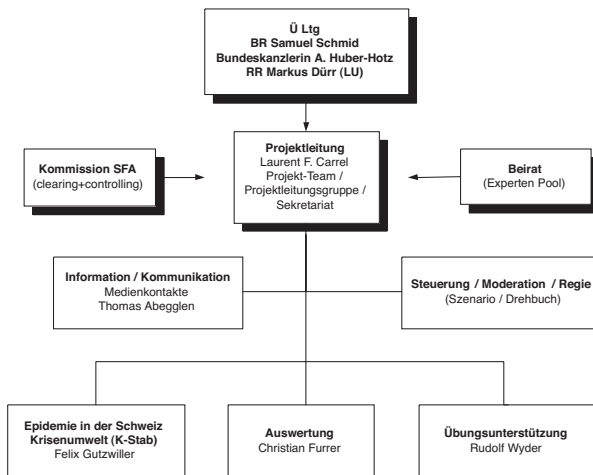 Ü Ltg
BR Samuel Schmid
Bundeskanzlerin A. Huber-Hotz
RR Markus Dürr (LU)
Kommission SFA
(clearing+controlling)
Projektleitung
Laurent F. Carrel
Projekt-Team /
Projektleitungsgruppe /
Sekretariat
Beirat
(Experten Pool)
Information / Kommunikation
Medienkontakte
Thomas Abegglen
Steuerung / Moderation / Regie
(Szenario / Drehbuch)
Epidemie in der Schweiz
Krisenumwelt (K-Stab)
Felix Gutzwiller
Auswertung
Christian Furrer
Übungsunterstützung
Rudolf Wyder